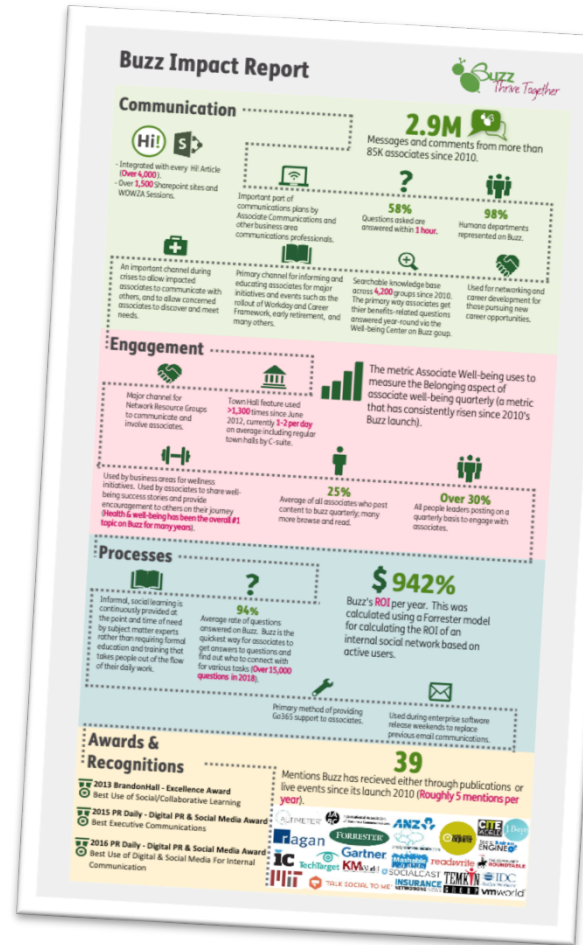 Buzz Impact Report
Buzz
Thrive Together
Communication
Hi!
S
- Integrated with every Hi! Article
(Over 4,000).
- Over 1,500 Sharepoint sites and
WOWZA Sessions.
2.9M
Messages and comments from more than
85K associates since 2010.
Important part of
communications plans by
Associate Communications and
other business area
communications professionals.
?
58%
Questions asked are
answered within 1 hour.
98%
Humana departments
represented on Buzz.
An important channel during
crises to allow impacted
associates to communicate with
others, and to allow concerned
associates to discover and meet
needs.
Primary channel for informing and
educating associates for major
initiatives and events such as the
rollout of Workday and Career
Framework, early retirement, and
many others.
Searchable knowledge base
across 4,200 groups since 2010.
The primary way associates get
thier benefits-related questions
answered year-round via the
Well-being Center on Buzz goup.
Used for networking and
career development for
those pursuing new
career opportunities.
Engagement
Major channel for
Network Resource Groups
to communicate and
involve associates.
Town Hall feature used
>1,300 times since June
2012, currently 1-2 per day
on average including regular
town halls by C-suite.
The metric Associate Well-being uses to
measure the Belonging aspect of
associate well-being quarterly (a metric
that has consistently risen since 2010's
Buzz launch).
Used by business areas for wellness
initiatives. Used by associates to share well-
being success stories and provide
encouragement to others on their journey
(Health & well-being has been the overall #1
topic on Buzz for many years).
25%
Average of all associates who post
content to buzz quarterly; many
more browse and read.
Over 30%
All people leaders posting on a
quarterly basis to engage with
associates.
Processes
Informal, social learning is
continuously provided at
the point and time of need
by subject matter experts
rather than requiring formal
education and training that
takes people out of the flow
of their daily work.
?
94%
Average rate of questions
answered on Buzz. Buzz is the
quickest way for associates to
get answers to questions and
find out who to connect with
for various tasks (Over 15,000
questions in 2018).
$ 942%
Buzz's ROI per year. This was
calculated using a Forrester model
for calculating the ROI of an
internal social network based on
active users.
Primary method of providing
Go365 support to associates.
Used during enterprise software
release weekends to replace
previous email communications.
Awards &
Recognitions
2013 BrandonHall - Excellence Award
Best Use of Social/Collaborative Learning
2015 PR Daily - Digital PR & Social Media Award
Best Executive Communications
2016 PR Daily - Digital PR & Social Media Award
Best Use of Digital & Social Media For Internal
Communication
39
Mentions Buzz has recieved either through publications or
live events since its launch 2010 (Roughly 5 mentions per
year).
ALTIMETER
ANZ
CITE
WORLD
J.Boye
ragan
FORRESTER
ENGINE
ic
TechTarget
Gartner
KMWorld
Mashable
readwrite
SOCIALCAST
ROUNDTABLE
MIT
TALK SOCIAL TO ME
INSURANCE
NETWORKING
TEMKIN
GROUP
IDC
vmworld